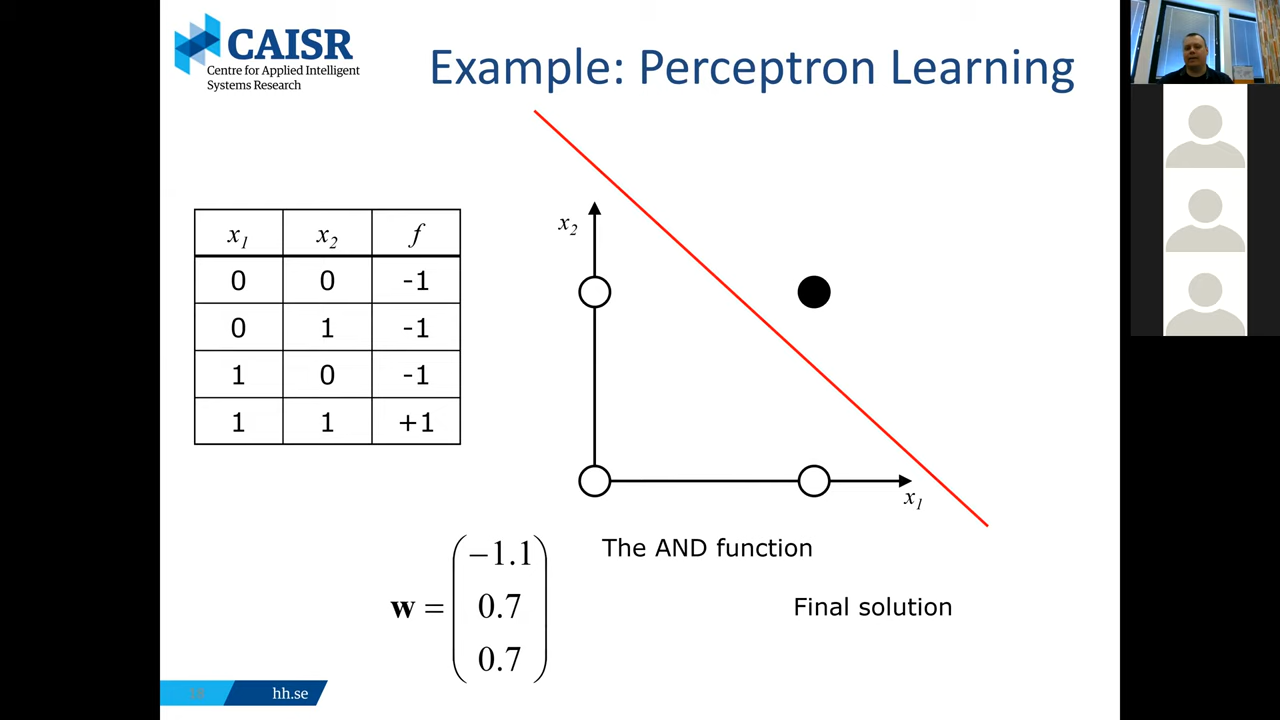 CAISR
Centre for Applied Intelligent
Systems Research
Example: Perceptron Learning
x₁ x₂ f
0 0 -1
0 1 -1
1 0 -1
1 1 +1
x₂
x₁
The AND function
w = (−1.1
0.7
0.7)
Final solution
hh.se